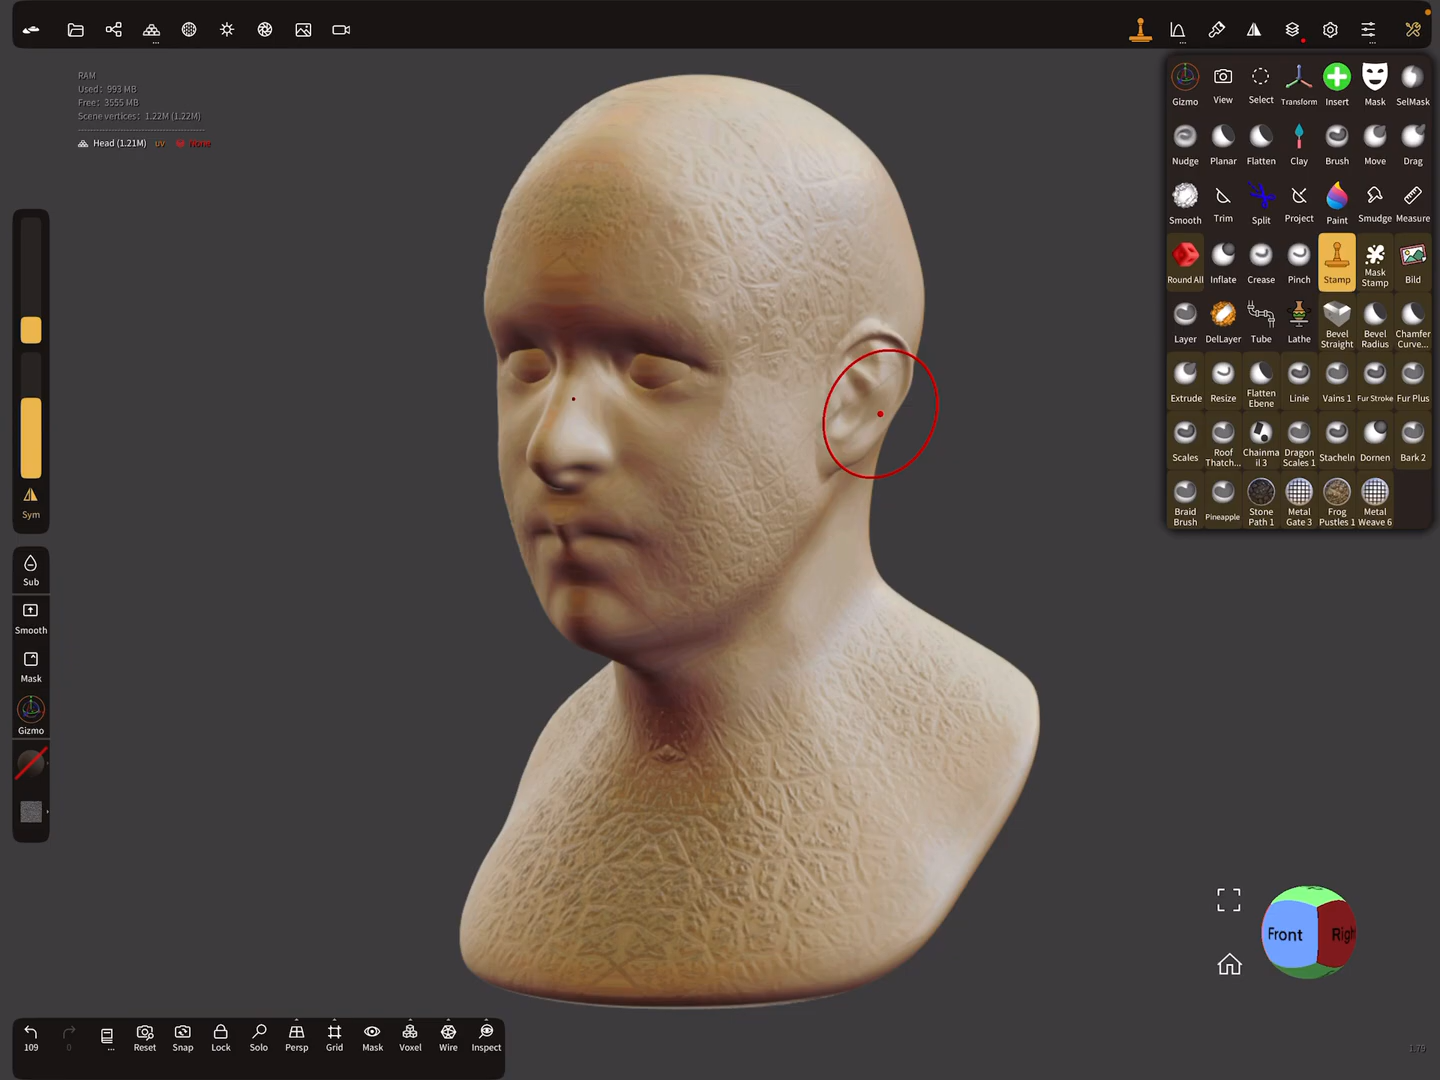 RAM
Used: 993 MB
Free: 3555 MB
Scene vertices: 1.22M (1.22M)
Head (1.21M) UV None
Gizmo View Select Transform Insert Mask SelMask
Nudge Planar Flatten Clay Brush Move Drag
Smooth Trim Split Project Paint Smudge Measure
Round All Inflate Crease Pinch Stamp Mask Stamp Bild
Layer DelLayer Tube Lathe Bevel Straight Bevel Radius Chamfer Curve...
Extrude Resize Flatten Ebene Linie Vains 1 Fur Stroke Fur Plus
Scales Roof Thatch... Chainmail 3 Dragon Scales 1 Stacheln Dornen Bark 2
Braid Brush Pineapple Stone Path 1 Metal Gate 3 Frog Pustles 1 Metal Weave 6
Sym
Sub
Smooth
Mask
Gizmo
Front Righ
109 0 ... Reset Snap Lock Solo Persp Grid Mask Voxel Wire Inspect
1.79